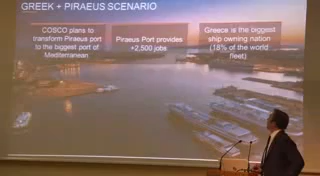 GREEK + PIRAEUS SCENARIO
COSCO plans to
transform Piraeus port
to the biggest port of
Mediterranean
Piraeus Port provides
+2,500 jobs
Greece is the biggest
ship owning nation
(18% of the world
fleet)